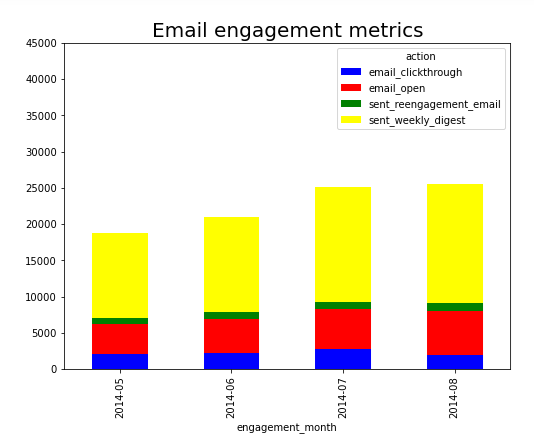 Email engagement metrics
45000
40000
35000
30000
25000
20000
15000
10000
5000
0
action
email_clickthrough
email_open
sent_reengagement_email
sent_weekly_digest
2014-05
2014-06
2014-07
2014-08
engagement_month